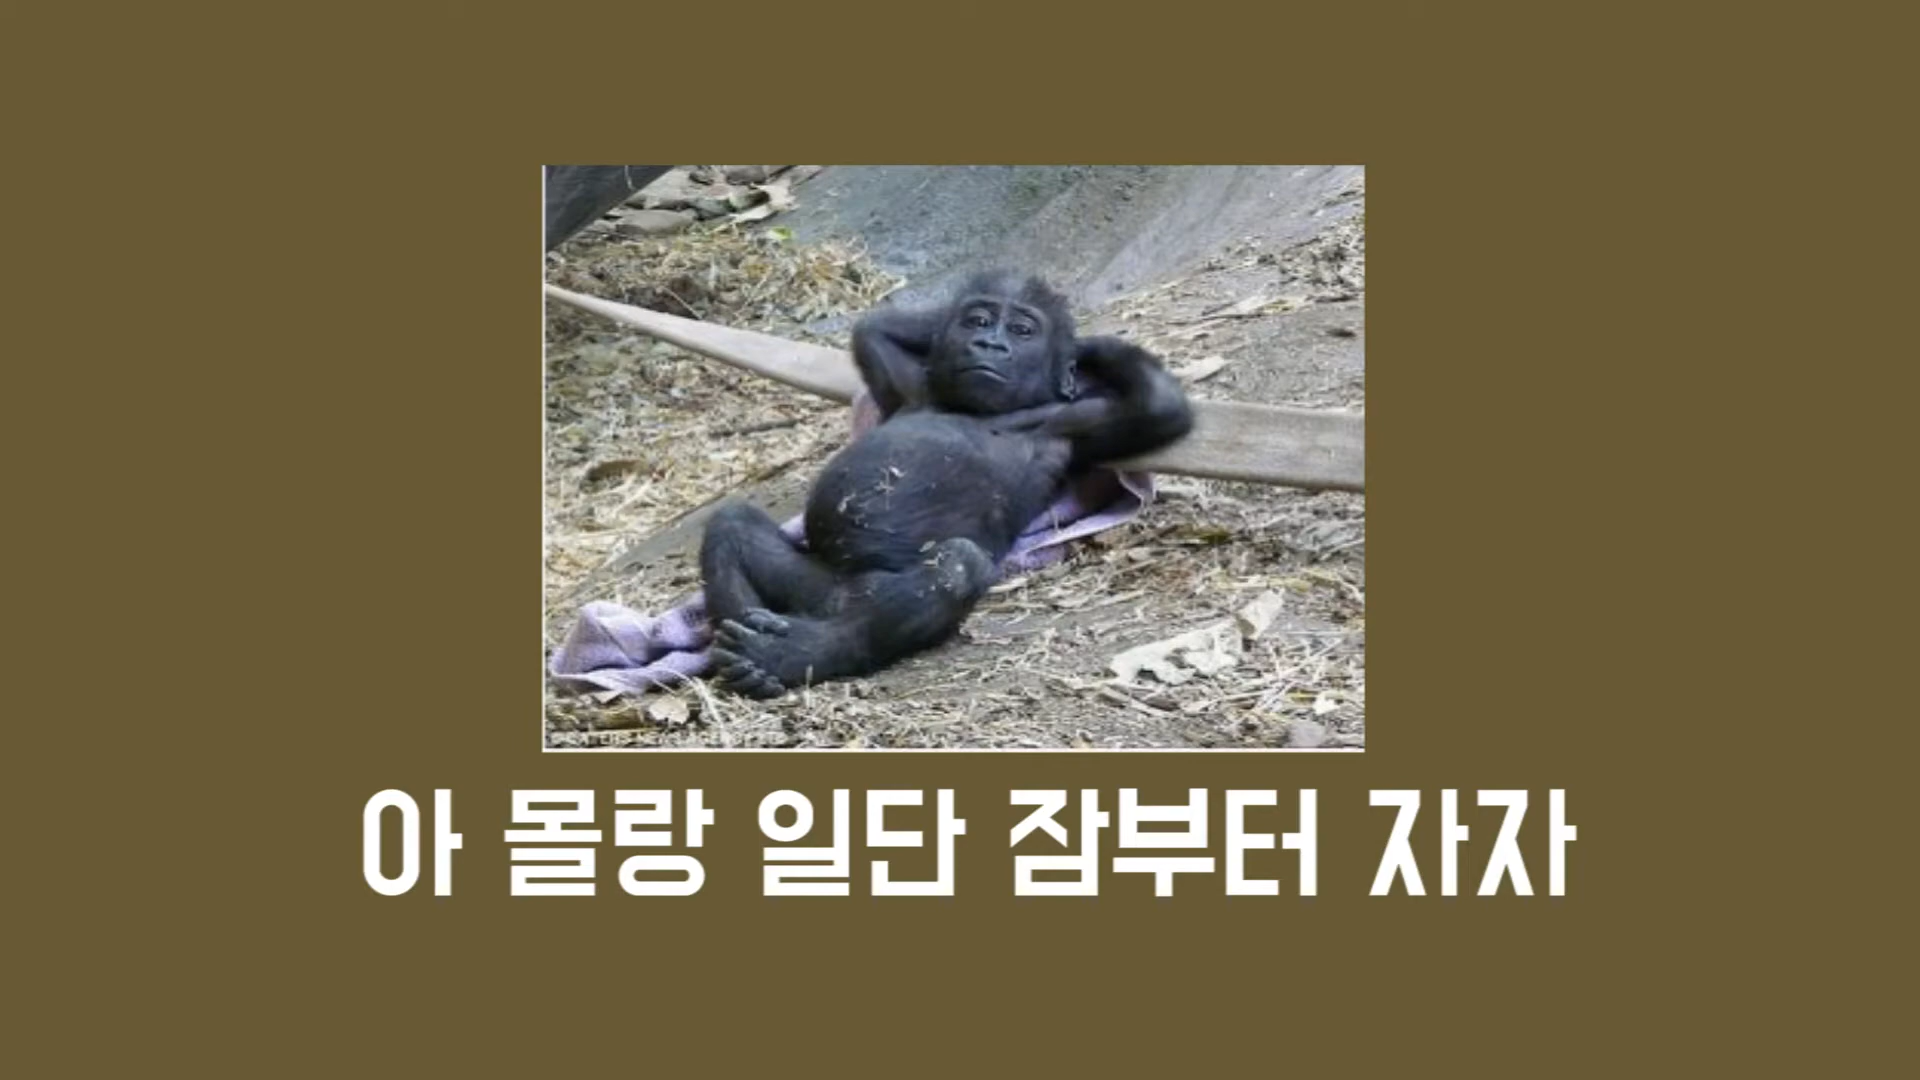 아 몰랑 일단 잠부터 자자